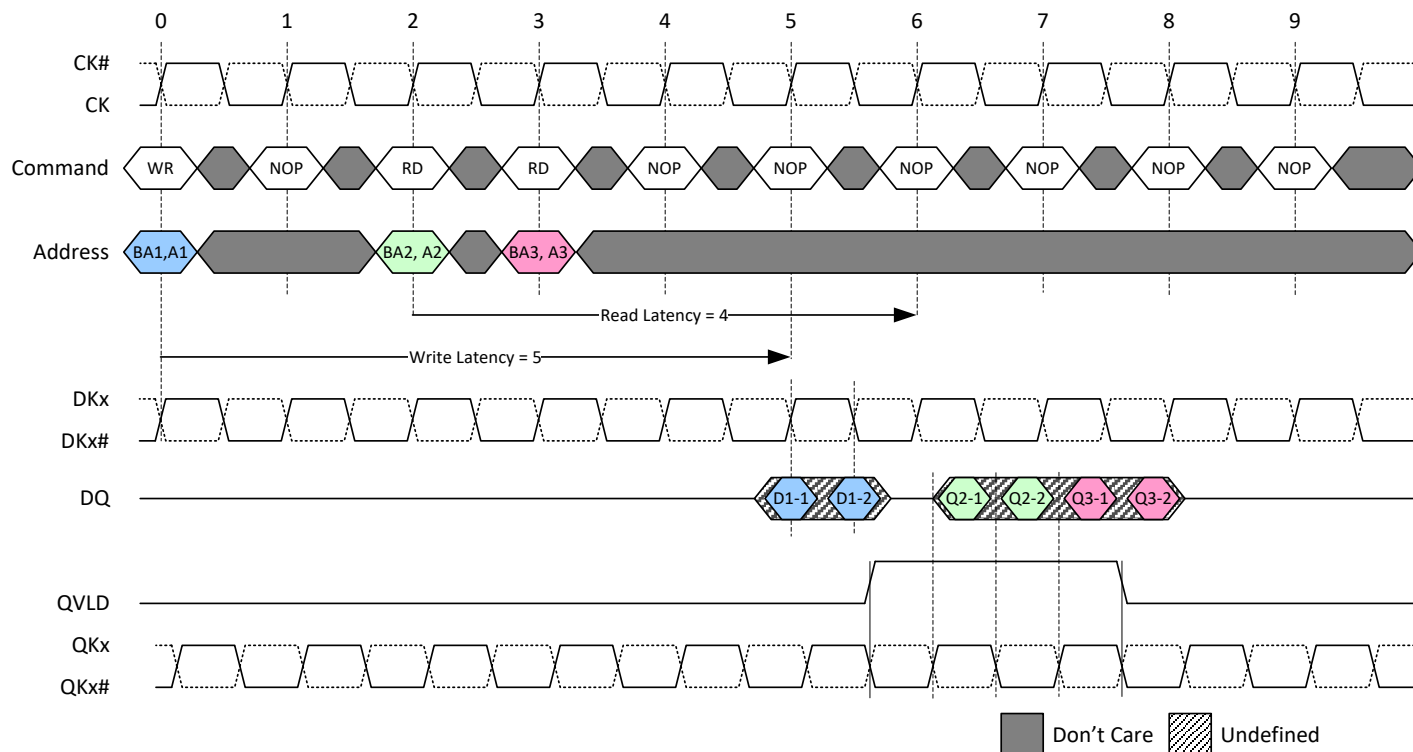 0 1 2 3 4 5 6 7 8 9
CK#
CK
Command WR NOP RD RD NOP NOP NOP NOP NOP NOP
Address BA1,A1 BA2, A2 BA3, A3
Read Latency = 4
Write Latency = 5
DKx
DKx#
DQ D1-1 D1-2 Q2-1 Q2-2 Q3-1 Q3-2
QVLD
QKx
QKx#
Don't Care Undefined